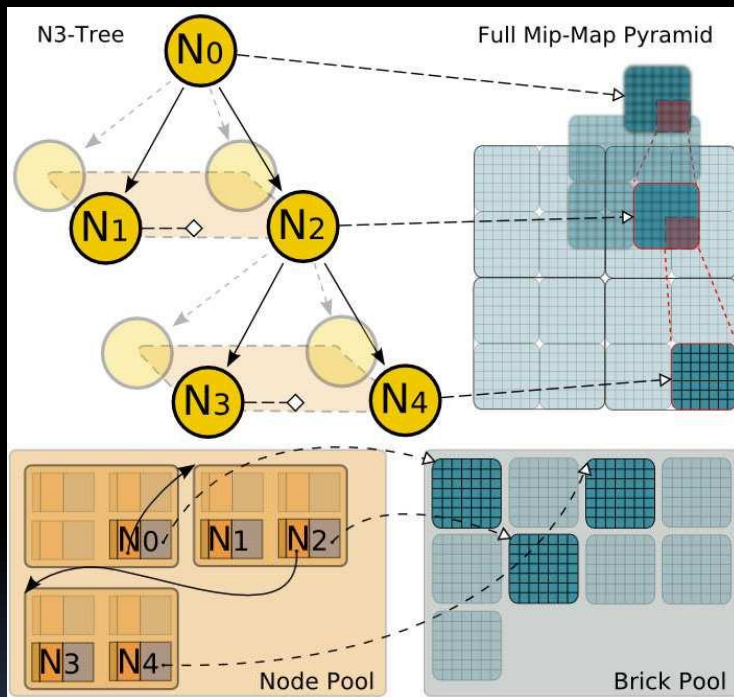 N3-Tree
Full Mip-Map Pyramid
N0
N1
N2
N3
N4
N0
N1
N2
N3
N4
Node Pool
Brick Pool